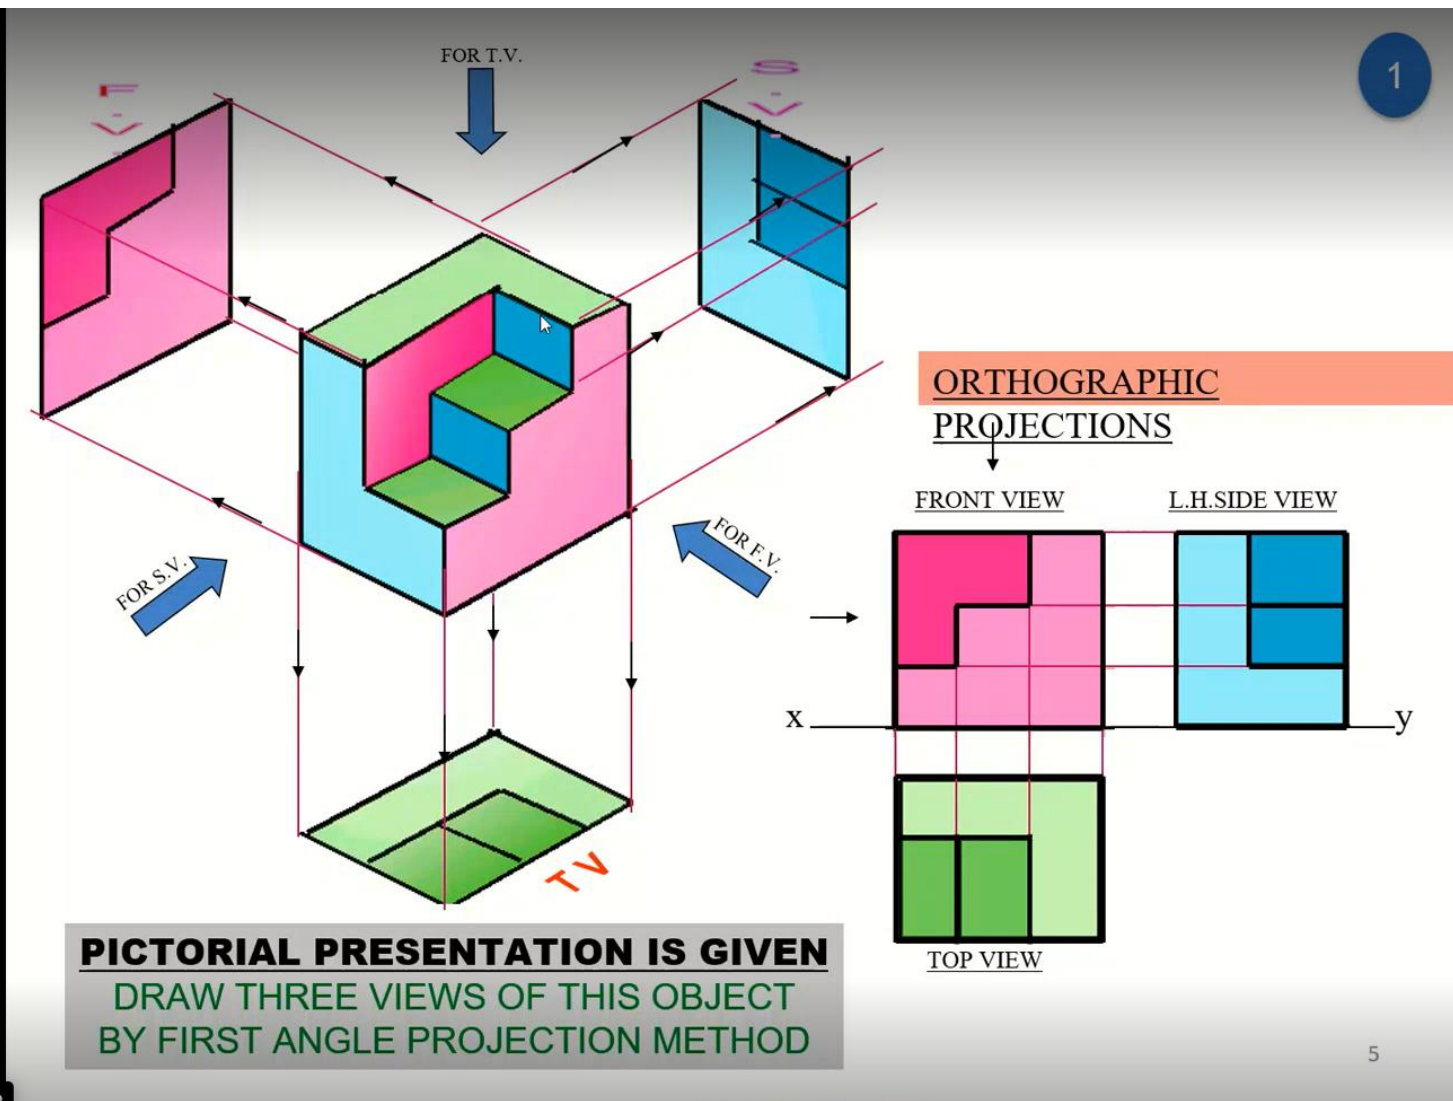 1
FOR T.V.
F.V.
S.V.
ORTHOGRAPHIC
PROJECTIONS
FRONT VIEW
L.H.SIDE VIEW
FOR S.V.
FOR F.V.
x
y
T V
TOP VIEW
PICTORIAL PRESENTATION IS GIVEN
DRAW THREE VIEWS OF THIS OBJECT
BY FIRST ANGLE PROJECTION METHOD
5